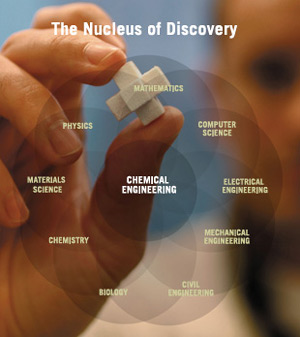 The Nucleus of Discovery
MATHEMATICS
PHYSICS
COMPUTER
SCIENCE
MATERIALS
SCIENCE
CHEMICAL
ENGINEERING
ELECTRICAL
ENGINEERING
CHEMISTRY
MECHANICAL
ENGINEERING
BIOLOGY
CIVIL
ENGINEERING